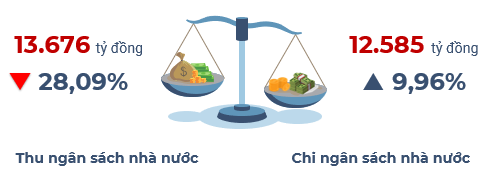 13.676 tỷ đồng
▼ 28,09%
Thu ngân sách nhà nước
12.585 tỷ đồng
▲ 9,96%
Chi ngân sách nhà nước